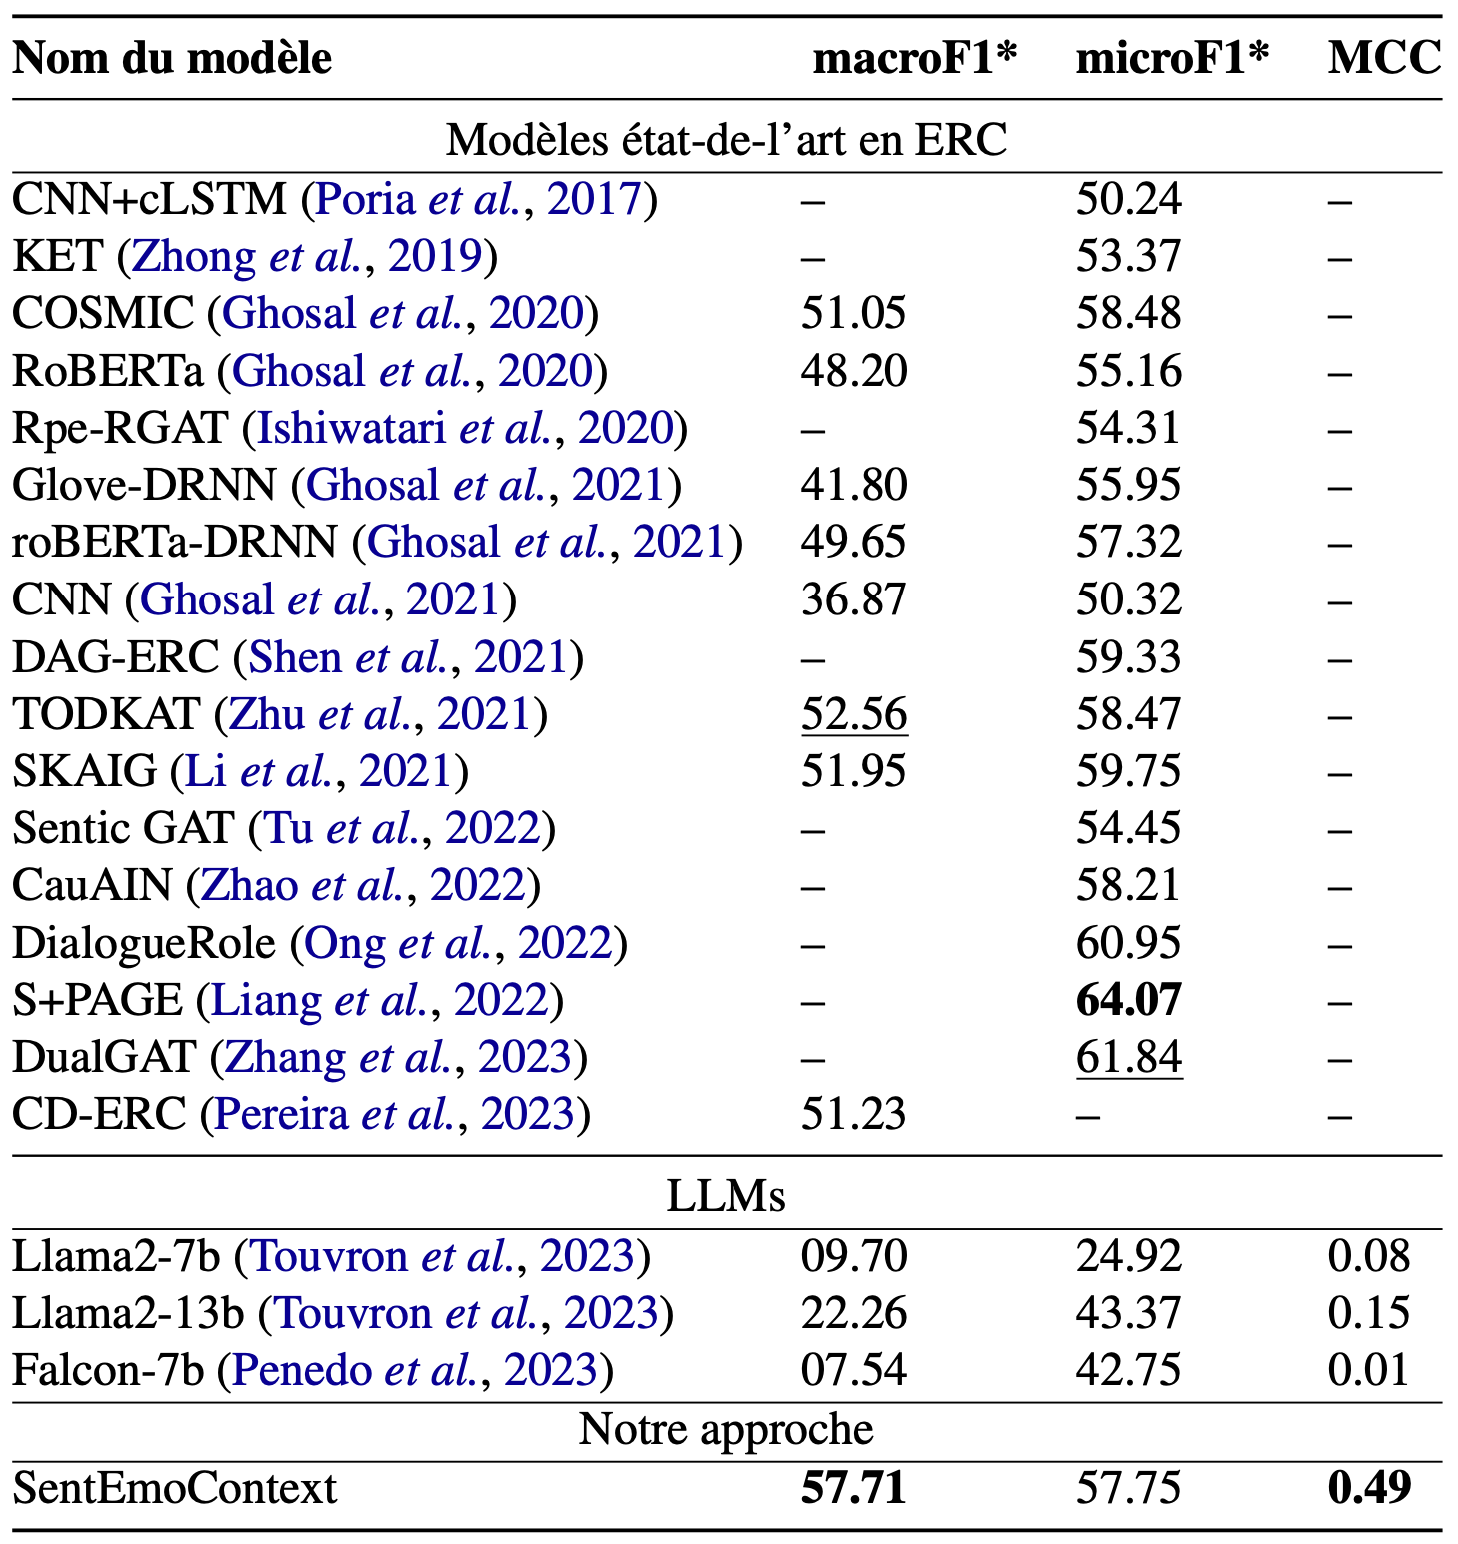 Nom du modèle macroF1* microF1* MCC
Modèles état-de-l’art en ERC
CNN+cLSTM (Poria et al., 2017) – 50.24 –
KET (Zhong et al., 2019) – 53.37 –
COSMIC (Ghosal et al., 2020) 51.05 58.48 –
RoBERTa (Ghosal et al., 2020) 48.20 55.16 –
Rpe-RGAT (Ishiwatari et al., 2020) – 54.31 –
Glove-DRNN (Ghosal et al., 2021) 41.80 55.95 –
roBERTa-DRNN (Ghosal et al., 2021) 49.65 57.32 –
CNN (Ghosal et al., 2021) 36.87 50.32 –
DAG-ERC (Shen et al., 2021) – 59.33 –
TODKAT (Zhu et al., 2021) 52.56 58.47 –
SKAIG (Li et al., 2021) 51.95 59.75 –
Sentic GAT (Tu et al., 2022) – 54.45 –
CauAIN (Zhao et al., 2022) – 58.21 –
DialogueRole (Ong et al., 2022) – 60.95 –
S+PAGE (Liang et al., 2022) – 64.07 –
DualGAT (Zhang et al., 2023) – 61.84 –
CD-ERC (Pereira et al., 2023) 51.23 – –
LLMs
Llama2-7b (Touvron et al., 2023) 09.70 24.92 0.08
Llama2-13b (Touvron et al., 2023) 22.26 43.37 0.15
Falcon-7b (Penedo et al., 2023) 07.54 42.75 0.01
Notre approche
SentEmoContext 57.71 57.75 0.49